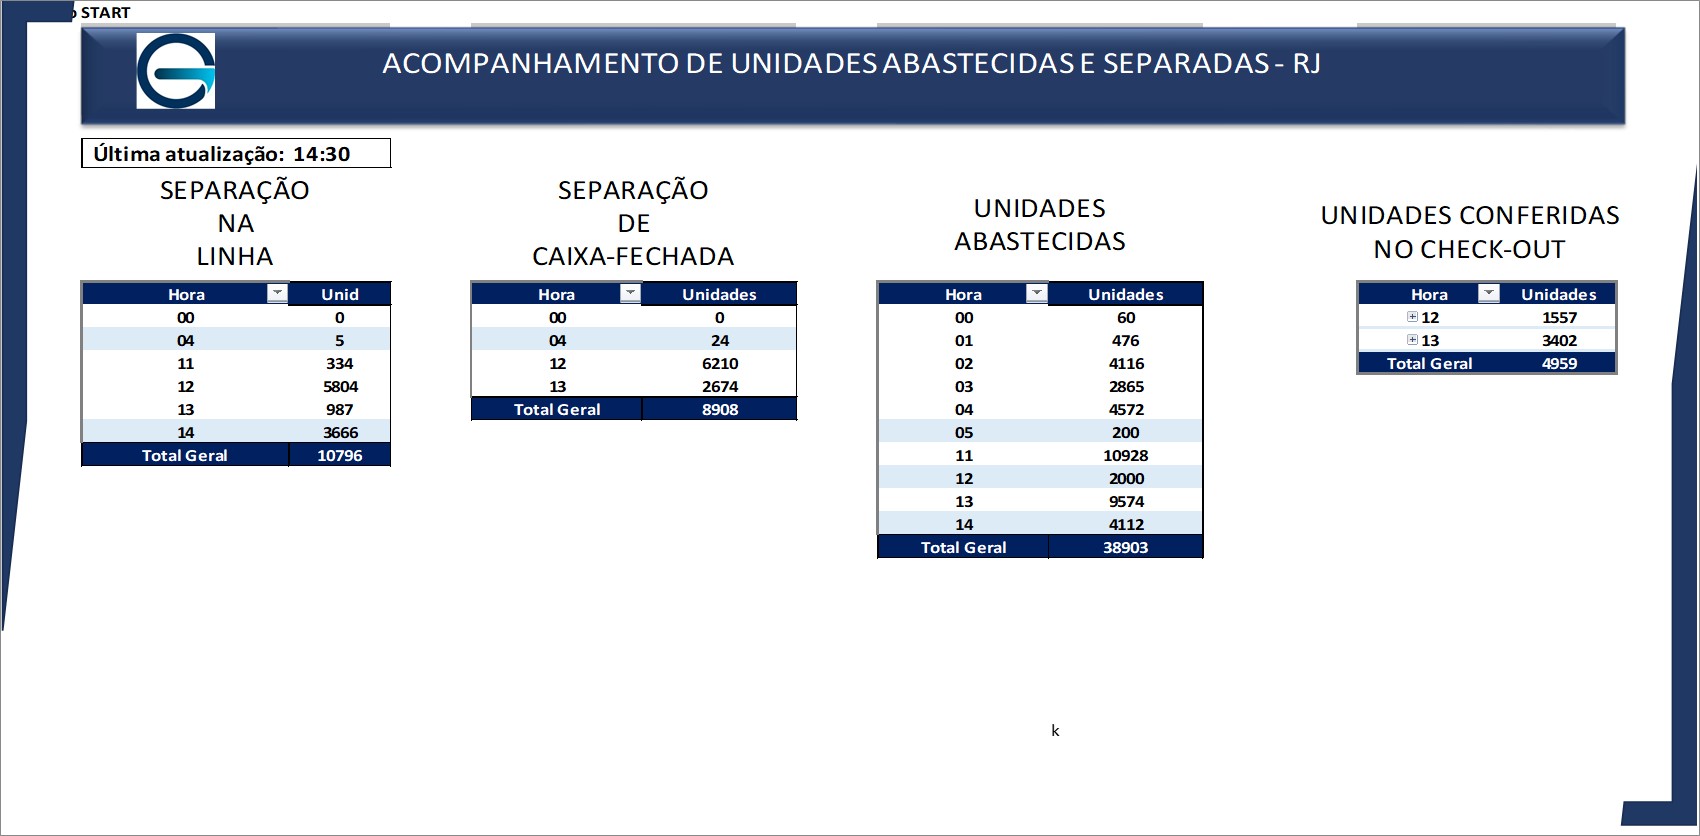 START
ACOMPANHAMENTO DE UNIDADES ABASTECIDAS E SEPARADAS - RJ
Última atualização: 14:30
SEPARAÇÃO
NA
LINHA
Hora Unid
00 0
04 5
11 334
12 5804
13 987
14 3666
Total Geral 10796
SEPARAÇÃO
DE
CAIXA-FECHADA
Hora Unidades
00 0
04 24
12 6210
13 2674
Total Geral 8908
UNIDADES
ABASTECIDAS
Hora Unidades
00 60
01 476
02 4116
03 2865
04 4572
05 200
11 10928
12 2000
13 9574
14 4112
Total Geral 38903
UNIDADES CONFERIDAS
NO CHECK-OUT
Hora Unidades
12 1557
13 3402
Total Geral 4959
k